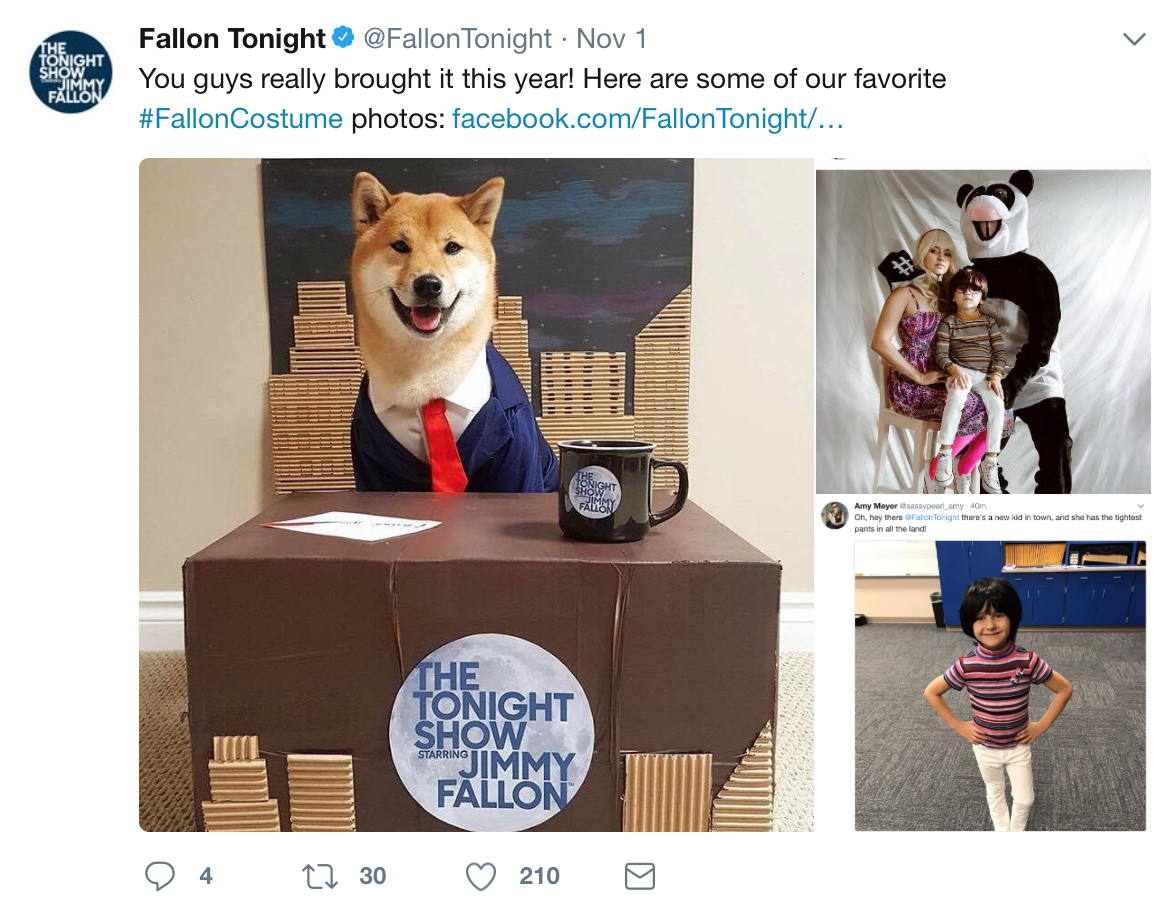 THE
TONIGHT
SHOW
JIMMY
FALLON
Fallon Tonight @FallonTonight · Nov 1
You guys really brought it this year! Here are some of our favorite
#FallonCostume photos: facebook.com/FallonTonight/…
THE
TONIGHT
SHOW
JIMMY
FALLON
THE
TONIGHT
SHOW
STARRING
JIMMY
FALLON™
#
Amy Meyer @sassypearl_amy · 40m
Oh, hey there @FallonTonight there's a new kid in town, and she has the tightest
pants in all the land!
4 30 210